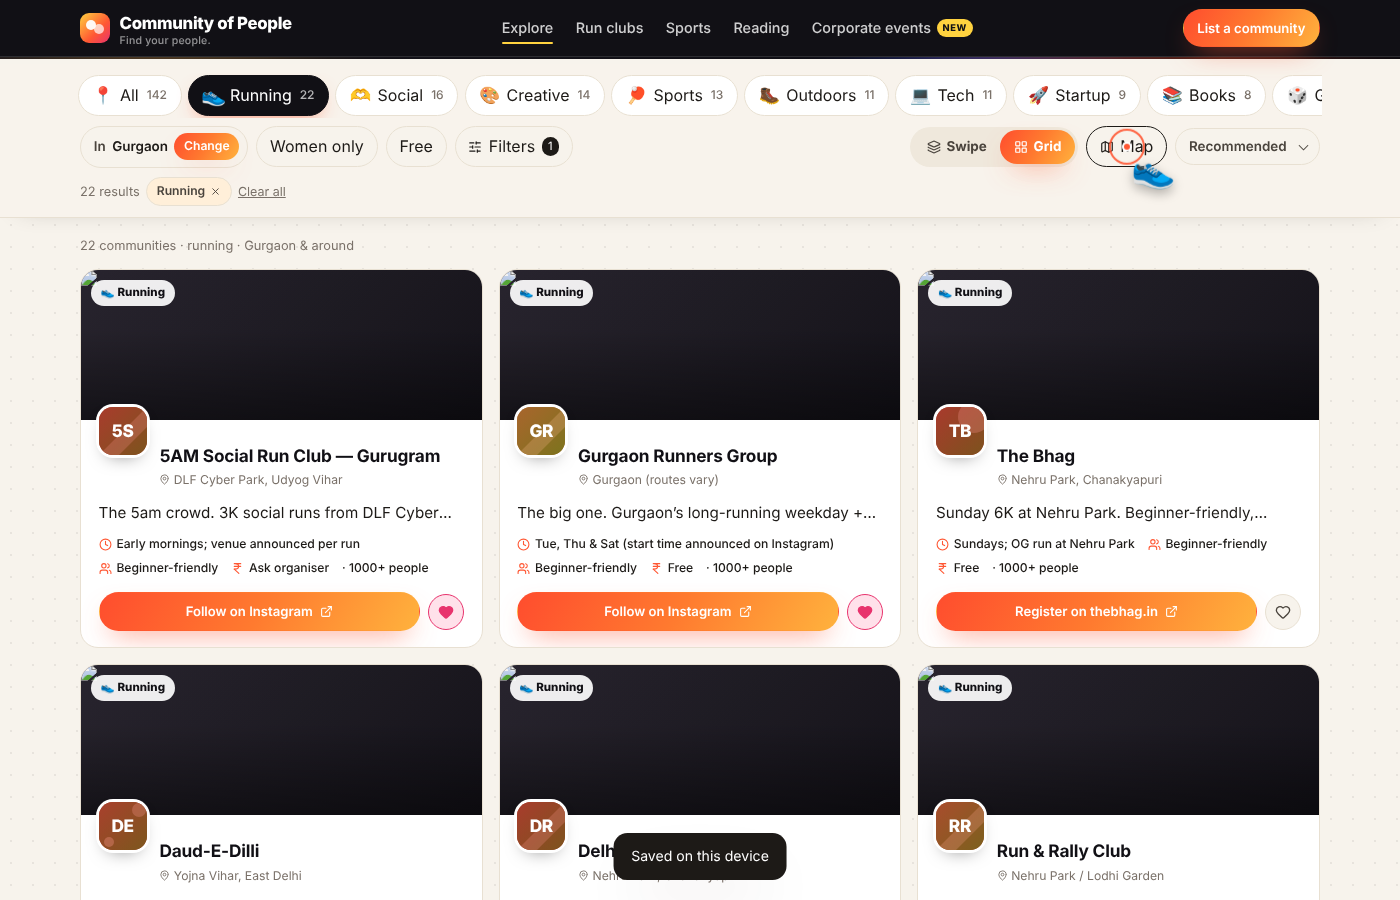 Community of People
Find your people.
Explore
Run clubs
Sports
Reading
Corporate events NEW
List a community
All 142
Running 22
Social 16
Creative 14
Sports 13
Outdoors 11
Tech 11
Startup 9
Books 8
In Gurgaon Change
Women only
Free
Filters 1
Swipe
Grid
Map
Recommended
22 results
Running
Clear all
22 communities · running · Gurgaon & around
Running
5S
5AM Social Run Club — Gurugram
DLF Cyber Park, Udyog Vihar
The 5am crowd. 3K social runs from DLF Cyber...
Early mornings; venue announced per run
Beginner-friendly ₹ Ask organiser · 1000+ people
Follow on Instagram
Running
GR
Gurgaon Runners Group
Gurgaon (routes vary)
The big one. Gurgaon's long-running weekday +...
Tue, Thu & Sat (start time announced on Instagram)
Beginner-friendly ₹ Free · 1000+ people
Follow on Instagram
Running
TB
The Bhag
Nehru Park, Chanakyapuri
Sunday 6K at Nehru Park. Beginner-friendly,...
Sundays; OG run at Nehru Park Beginner-friendly
₹ Free · 1000+ people
Register on thebhag.in
Running
DE
Daud-E-Dilli
Yojna Vihar, East Delhi
Running
DR
Running
RR
Run & Rally Club
Nehru Park / Lodhi Garden
Saved on this device